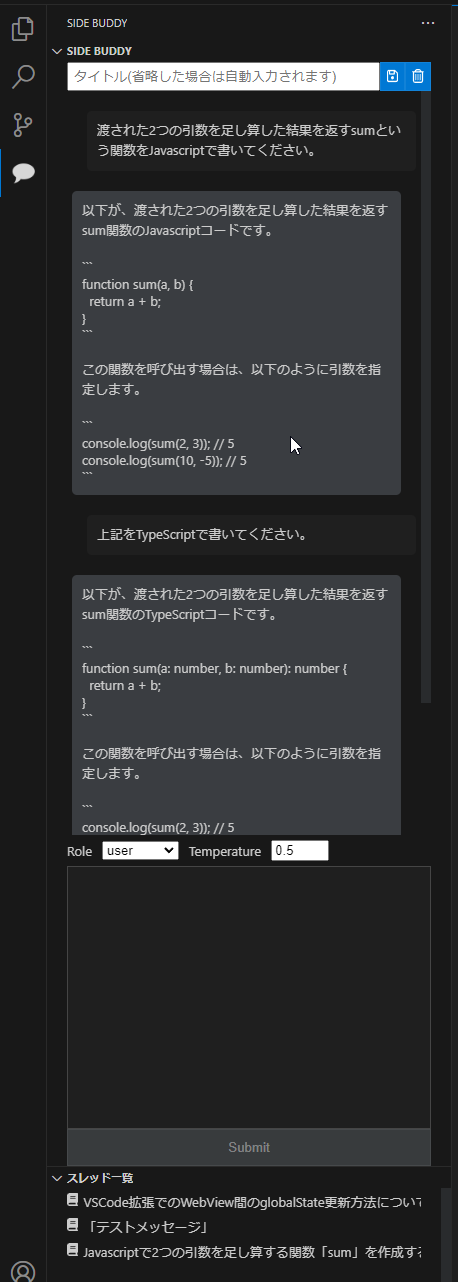 SIDE BUDDY
SIDE BUDDY
タイトル(省略した場合は自動入力されます)
渡された2つの引数を足し算した結果を返すsumとい
う関数をJavascriptで書いてください。
以下が、渡された2つの引数を足し算した結果を返す
sum関数のJavascriptコードです。
```
function sum(a, b) {
  return a + b;
}
```
この関数を呼び出す場合は、以下のように引数を指
定します。
```
console.log(sum(2, 3)); // 5
console.log(sum(10, -5)); // 5
```
上記をTypeScriptで書いてください。
以下が、渡された2つの引数を足し算した結果を返す
sum関数のTypeScriptコードです。
```
function sum(a: number, b: number): number {
  return a + b;
}
```
この関数を呼び出す場合は、以下のように引数を指
定します。
```
console.log(sum(2, 3)); // 5
Role user Temperature 0.5
Submit
スレッド一覧
VSCode拡張でのWebView間のglobalState更新方法について
「テストメッセージ」
Javascriptで2つの引数を足し算する関数「sum」を作成する